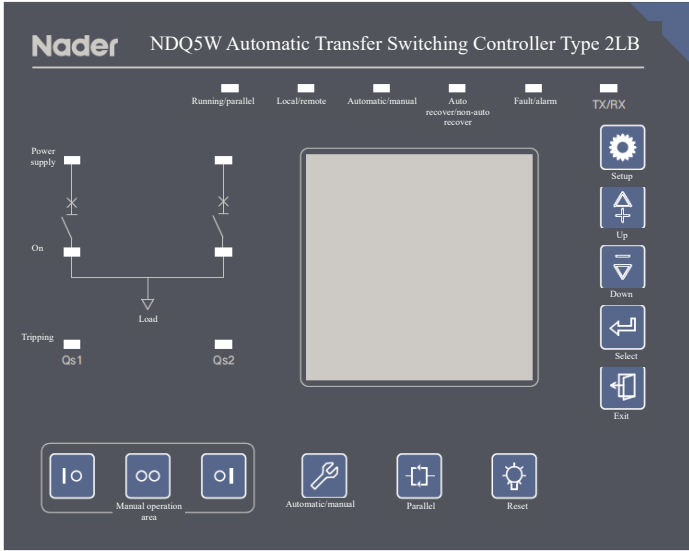 Nader
NDQ5W Automatic Transfer Switching Controller Type 2LB
Running/parallel
Local/remote
Automatic/manual
Auto
recover/non-auto
recover
Fault/alarm
TX/RX
Power
supply
On
Load
Tripping
Qs1
Qs2
Setup
Up
Down
Select
Exit
Manual operation
area
Automatic/manual
Parallel
Reset